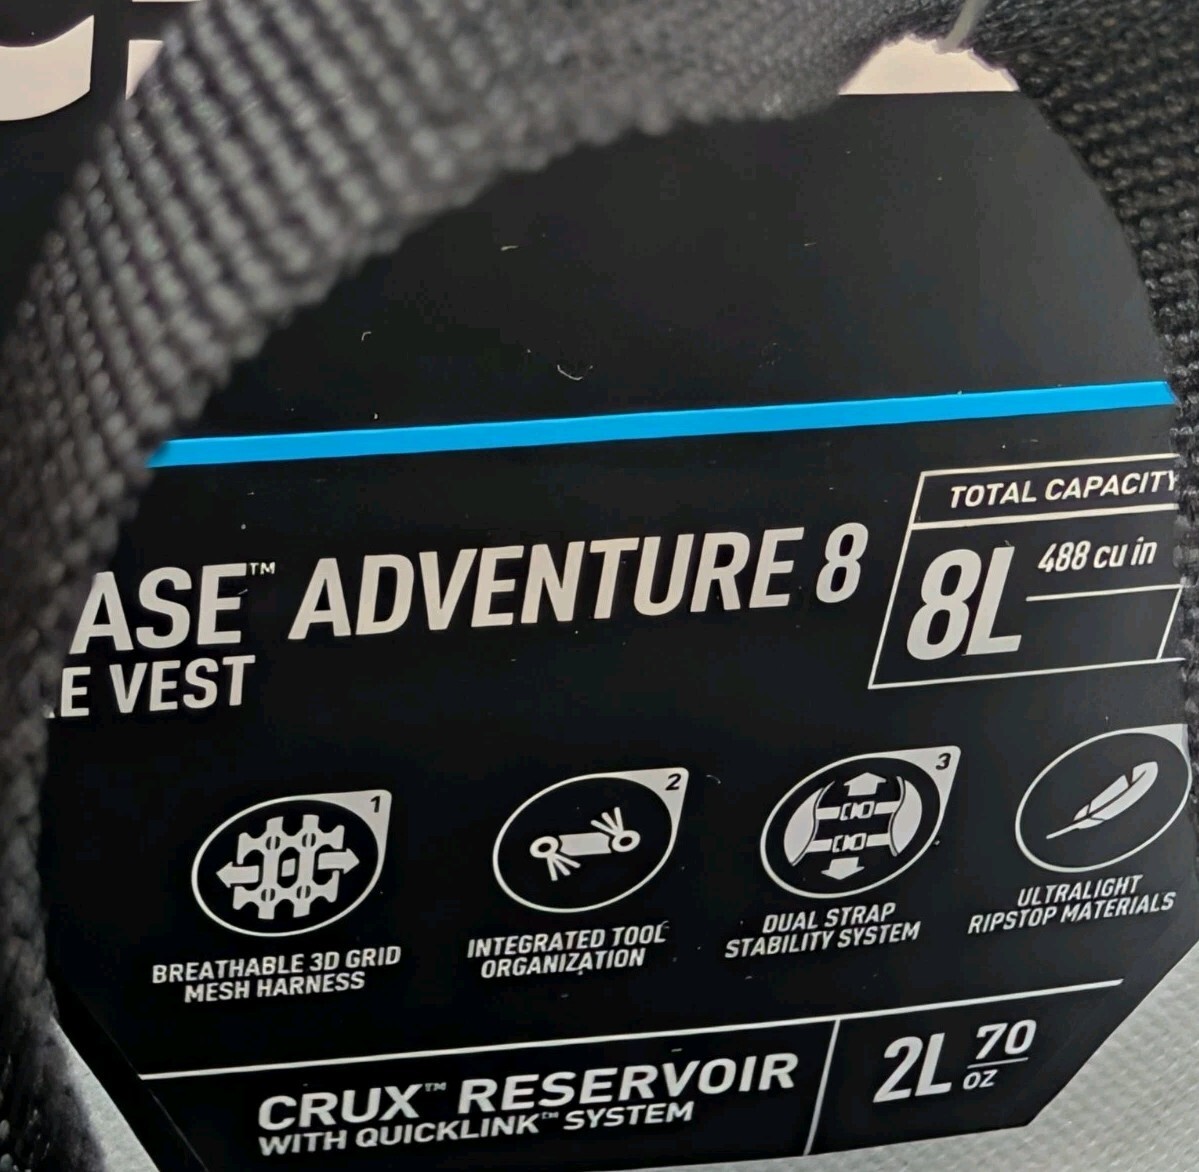 ASE™ ADVENTURE 8
E VEST
TOTAL CAPACITY
8L 488 cu in
1
BREATHABLE 3D GRID
MESH HARNESS
2
INTEGRATED TOOL
ORGANIZATION
3
DUAL STRAP
STABILITY SYSTEM
ULTRALIGHT
RIPSTOP MATERIALS
CRUX™ RESERVOIR
WITH QUICKLINK™ SYSTEM
2L 70
OZ